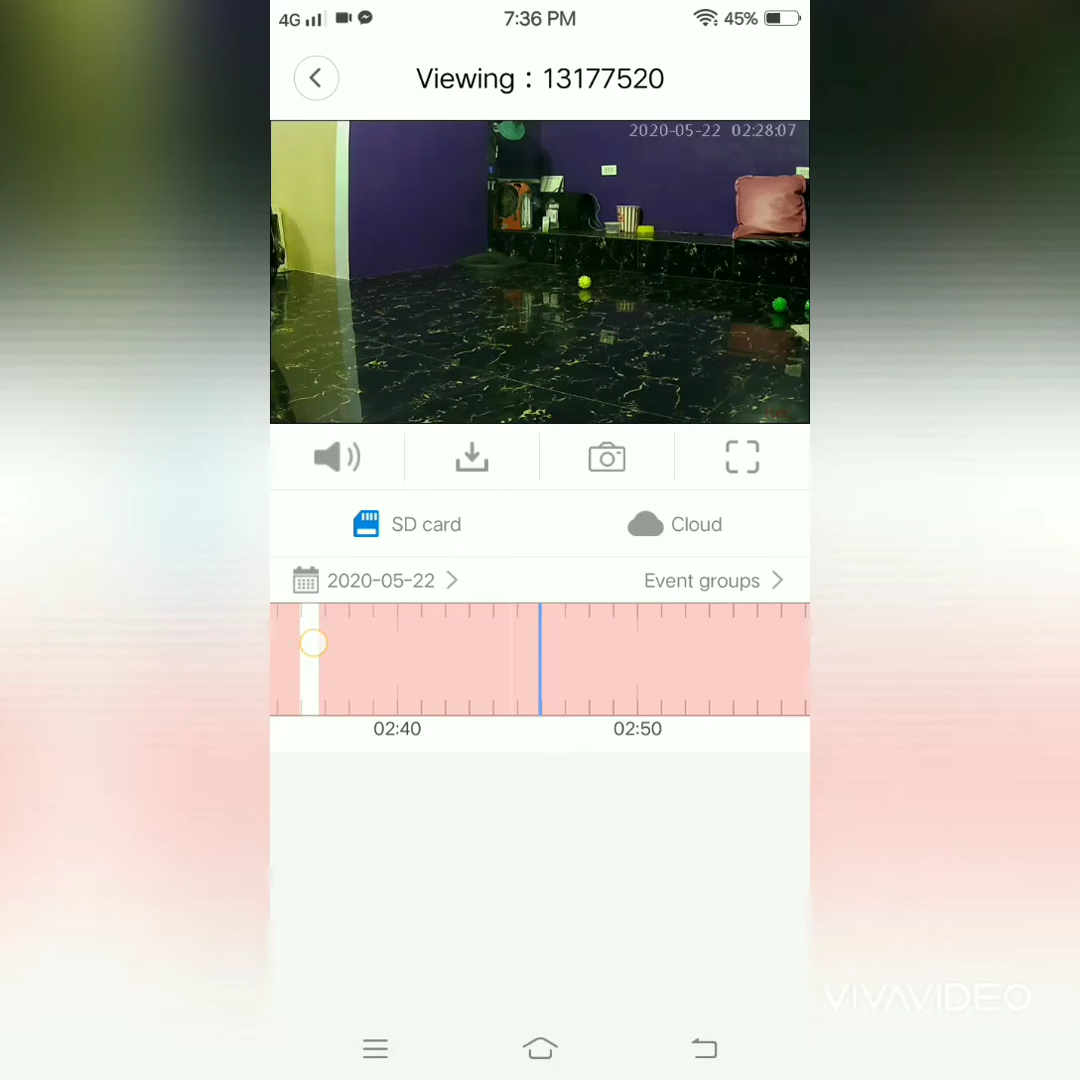 4G 7:36 PM 45%
Viewing : 13177520
2020-05-22 02:28:07
SD card Cloud
2020-05-22 Event groups
02:40 02:50
VIVAVIDEO